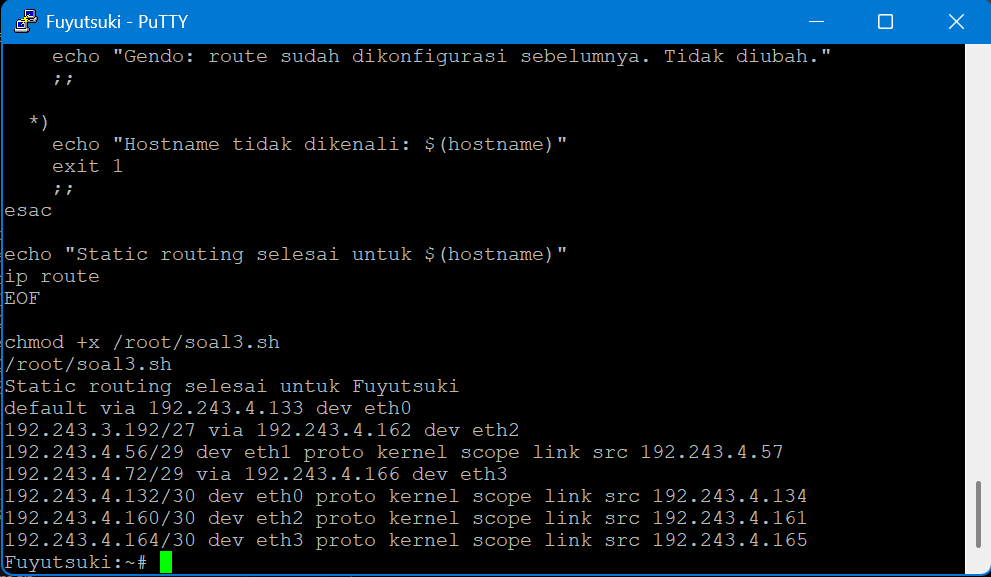 Fuyutsuki - PuTTY
echo "Gendo: route sudah dikonfigurasi sebelumnya. Tidak diubah."
;;
*)
echo "Hostname tidak dikenali: $(hostname)"
exit 1
;;
esac
echo "Static routing selesai untuk $(hostname)"
ip route
EOF
chmod +x /root/soal3.sh
/root/soal3.sh
Static routing selesai untuk Fuyutsuki
default via 192.243.4.133 dev eth0
192.243.3.192/27 via 192.243.4.162 dev eth2
192.243.4.56/29 dev eth1 proto kernel scope link src 192.243.4.57
192.243.4.72/29 via 192.243.4.166 dev eth3
192.243.4.132/30 dev eth0 proto kernel scope link src 192.243.4.134
192.243.4.160/30 dev eth2 proto kernel scope link src 192.243.4.161
192.243.4.164/30 dev eth3 proto kernel scope link src 192.243.4.165
Fuyutsuki:~#